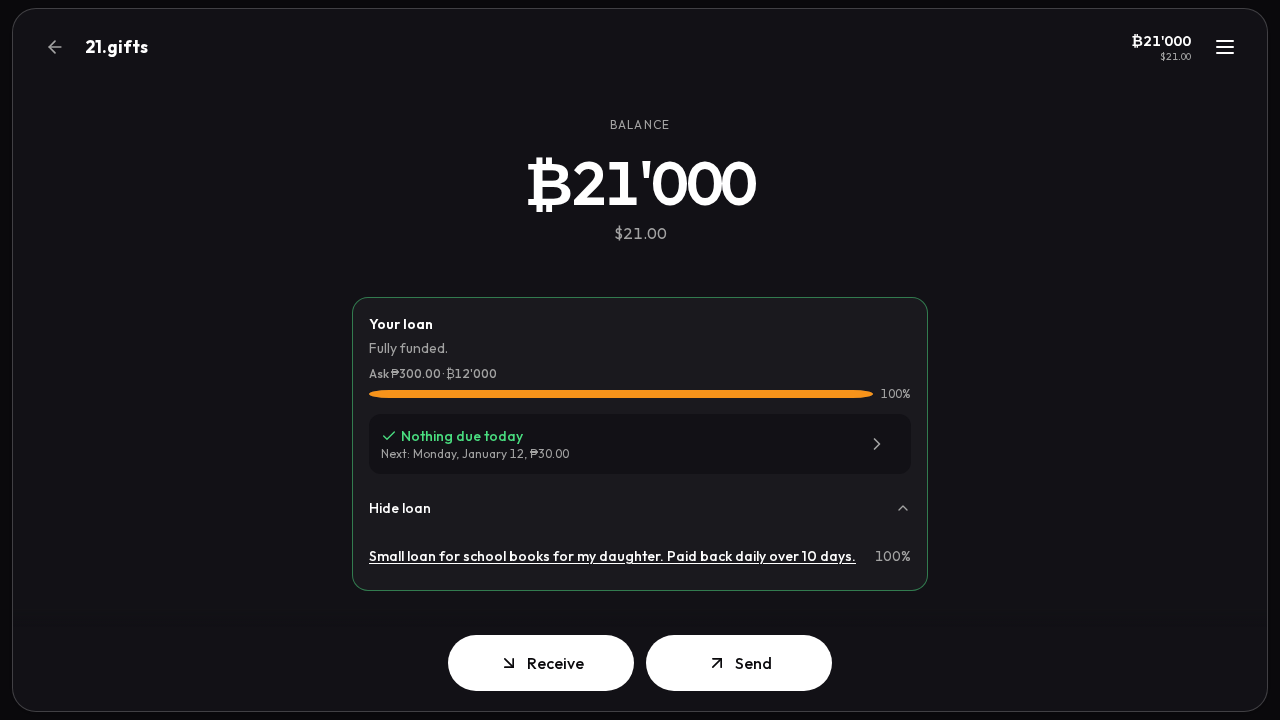 21.gifts
₿21'000
$21.00
BALANCE
₿21'000
$21.00
Your loan
Fully funded.
Ask ₱300.00 · ₿12'000
100%
Nothing due today
Next: Monday, January 12, ₱30.00
Hide loan
Small loan for school books for my daughter. Paid back daily over 10 days.
100%
Receive
Send